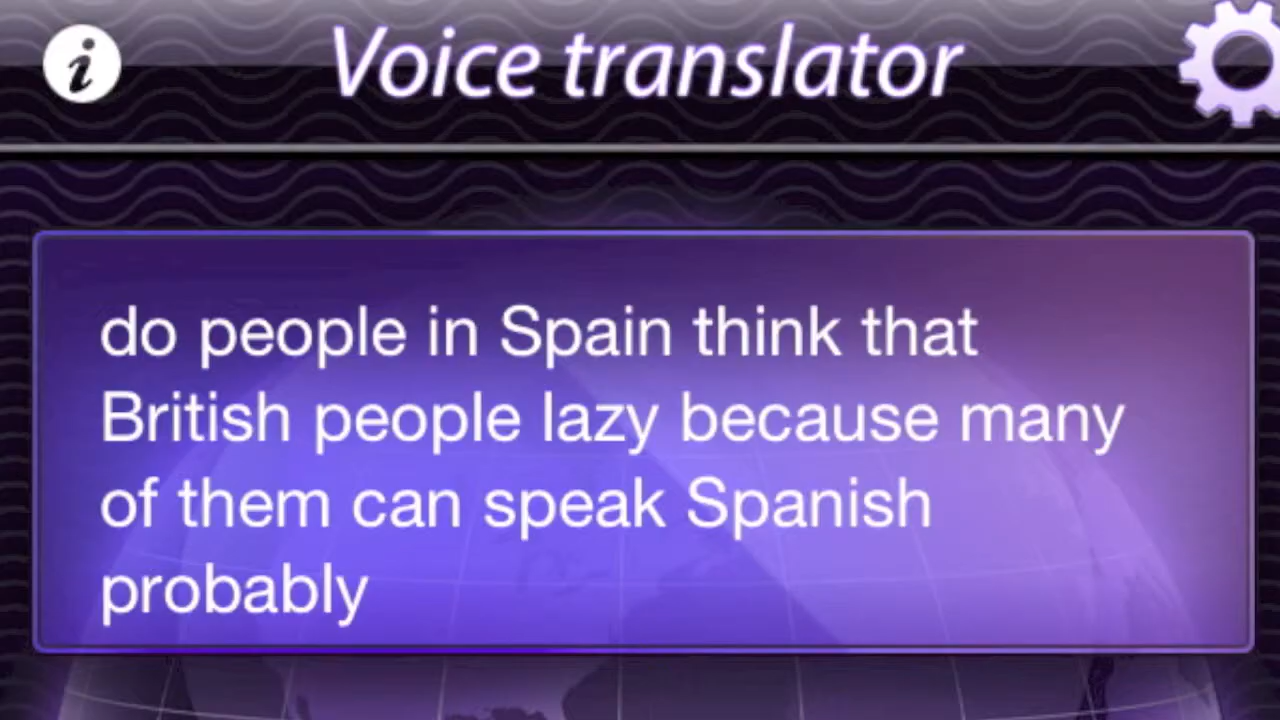 Voice translator
do people in Spain think that
British people lazy because many
of them can speak Spanish
probably